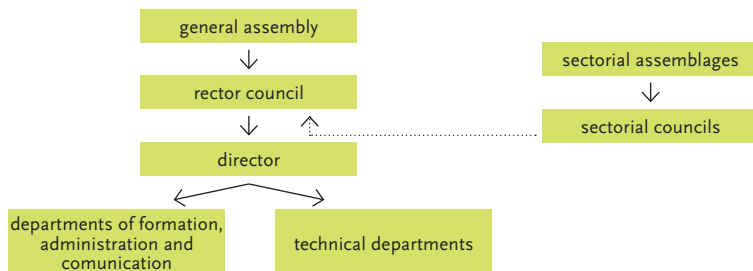 general assembly
rector council
director
departments of formation,
administration and
comunication
technical departments
sectorial assemblages
sectorial councils